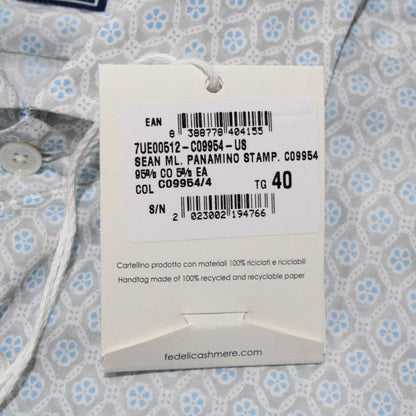 EAN
8 388778 404155
7UE00512-C09954-US
SEAN ML. PANAMINO STAMP. C09954
95% CO 5% EA
COL C09954/4 TG 40
S/N
2 023002 194766
Cartellino prodotto con materiali 100% riciclati e riciclabili
Handtag made of 100% recycled and recyclable paper
fedelicashmere.com